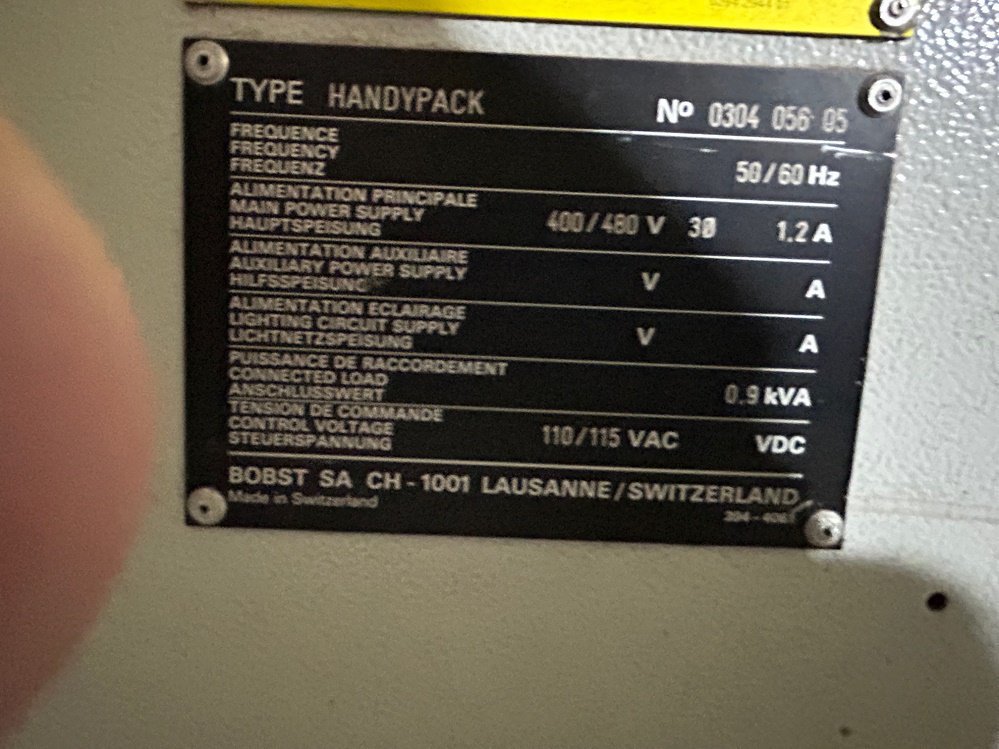 TYPE HANDYPACK Nº 0304 056 05
FREQUENCE
FREQUENCY
FREQUENZ
50/60 Hz
ALIMENTATION PRINCIPALE
MAIN POWER SUPPLY
HAUPTSPEISUNG
400/480 V 3Ø 1.2 A
ALIMENTATION AUXILIAIRE
AUXILIARY POWER SUPPLY
HILFSSPEISUNG
V A
ALIMENTATION ECLAIRAGE
LIGHTING CIRCUIT SUPPLY
LICHTNETZSPEISUNG
V A
PUISSANCE DE RACCORDEMENT
CONNECTED LOAD
ANSCHLUSSWERT
0.9 kVA
TENSION DE COMMANDE
CONTROL VOLTAGE
STEUERSPANNUNG
110/115 VAC VDC
BOBST SA CH-1001 LAUSANNE/SWITZERLAND
Made in Switzerland